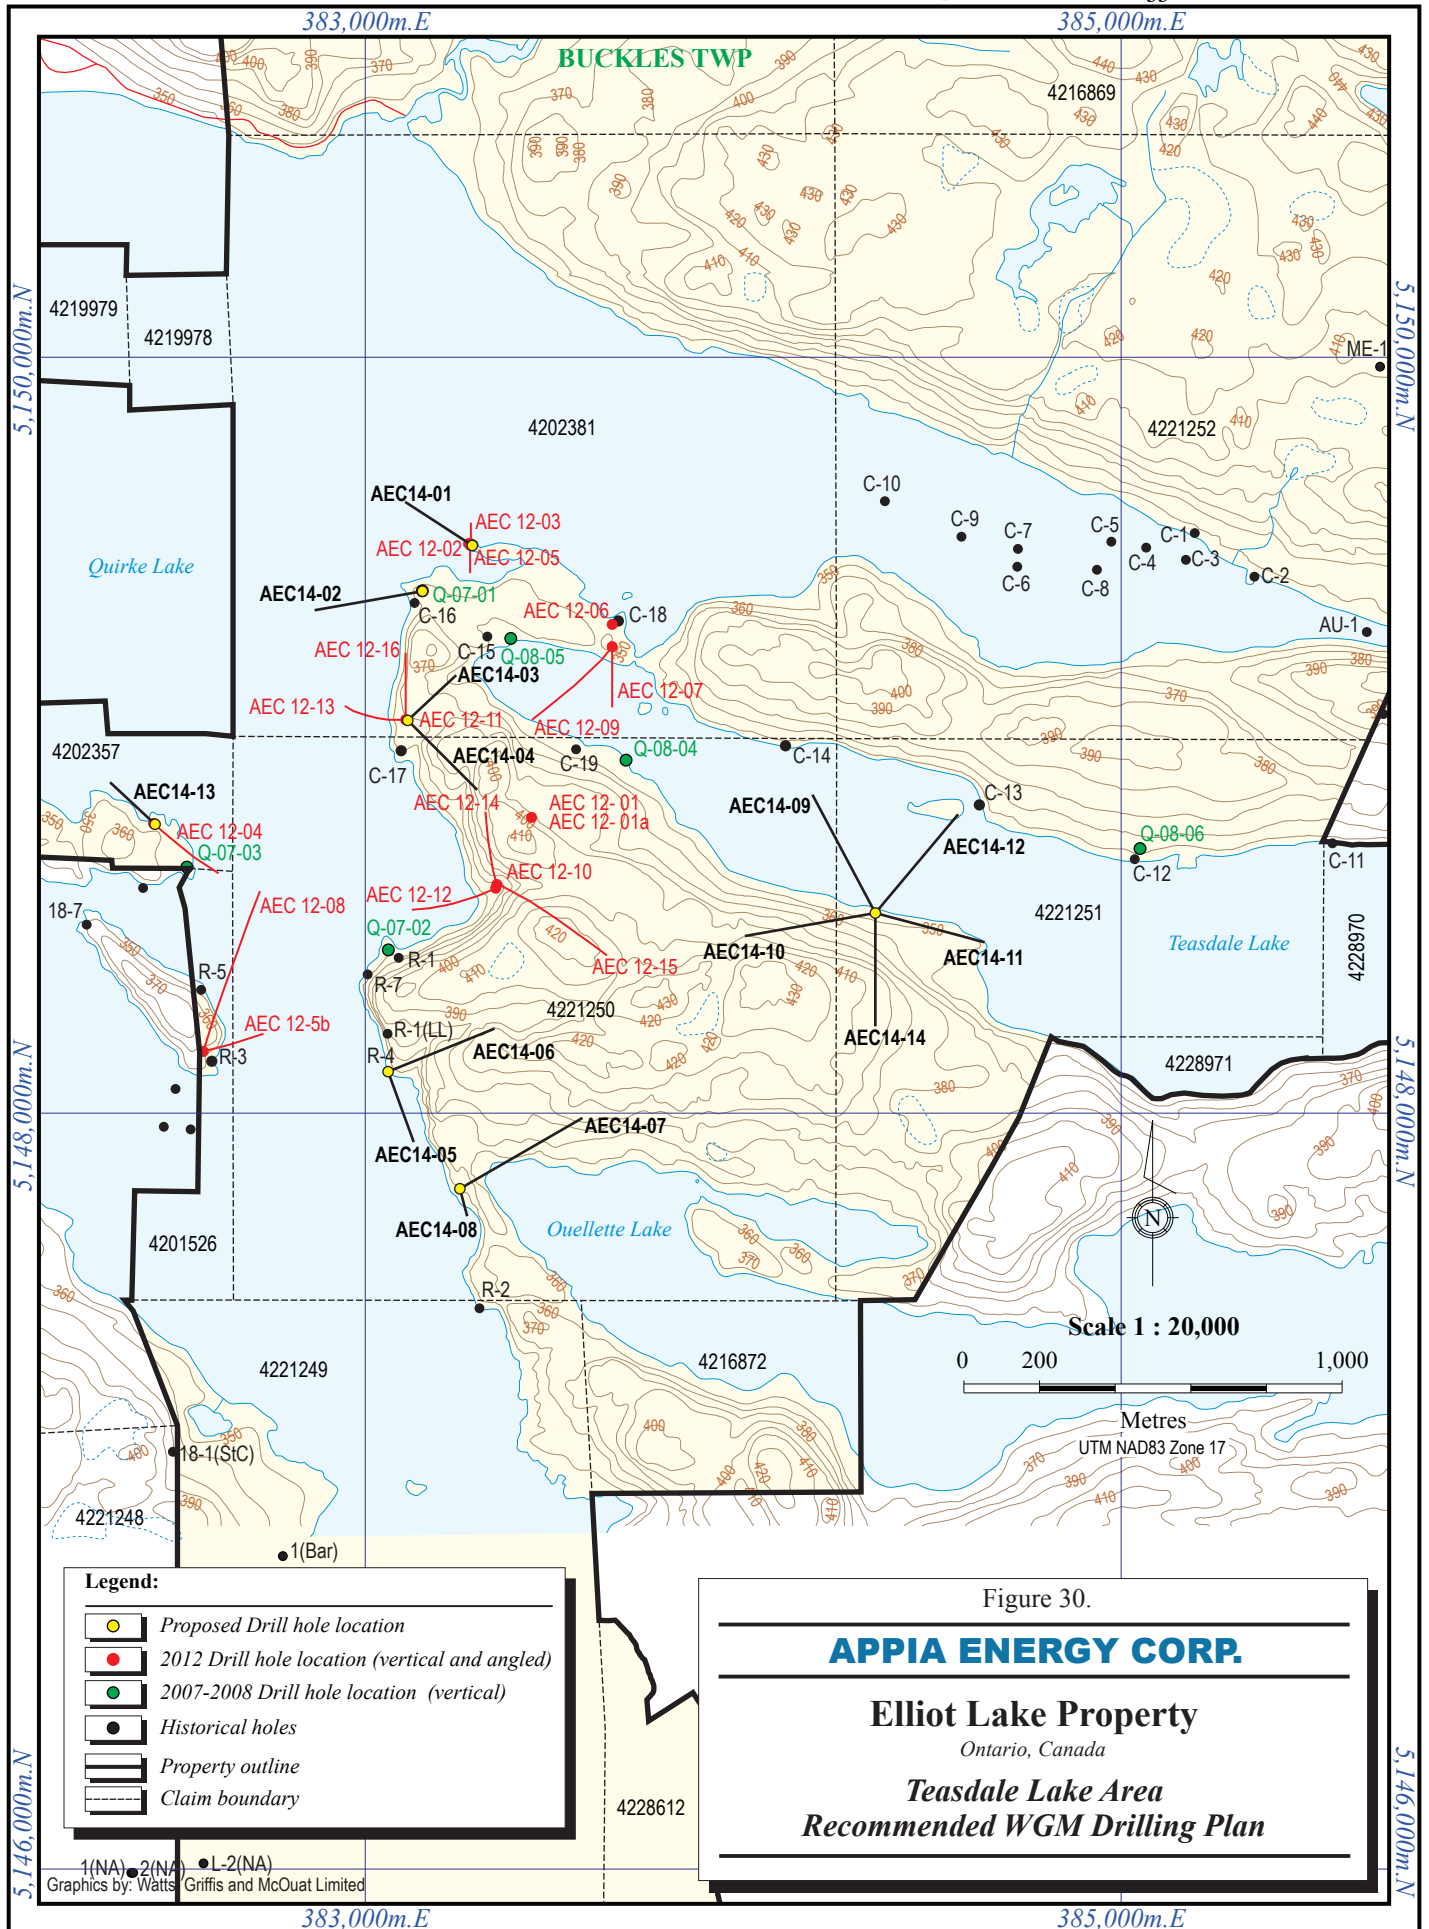 383,000m.E
385,000m.E
BUCKLES TWP
4216869
5,150,000m.N
5,150,000m.N
4219979
4219978
ME-1
4202381
4221252
AEC14-01
C-10
AEC 12-03
C-9
C-7
C-5
C-1
AEC 12-02
AEC 12-05
C-4
C-3
Quirke Lake
C-6
C-8
C-2
AEC14-02
Q-07-01
C-16
AEC 12-06
C-18
AU-1
C-15
Q-08-05
AEC 12-16
AEC14-03
AEC 12-07
AEC 12-13
AEC 12-11
AEC 12-09
4202357
AEC14-04
C-19
Q-08-04
C-14
C-17
AEC14-13
AEC 12-14
AEC 12- 01
AEC 12- 01a
AEC14-09
C-13
AEC 12-04
Q-07-03
AEC14-12
Q-08-06
C-12
C-11
AEC 12-10
AEC 12-12
AEC 12-08
18-7
4221251
Q-07-02
Teasdale Lake
4228970
AEC14-10
AEC14-11
R-1
AEC 12-15
R-7
R-5
4221250
AEC 12-5b
R-1(LL)
AEC14-14
R-4
AEC14-06
R-3
4228971
5,148,000m.N
5,148,000m.N
AEC14-07
AEC14-05
AEC14-08
Ouellette Lake
N
4201526
R-2
Scale 1 : 20,000
4221249
4216872
0 200 1,000
Metres
UTM NAD83 Zone 17
18-1(StC)
4221248
1(Bar)
Legend:
Proposed Drill hole location
2012 Drill hole location (vertical and angled)
2007-2008 Drill hole location (vertical)
Historical holes
Property outline
Claim boundary
Figure 30.
APPIA ENERGY CORP.
Elliot Lake Property
Ontario, Canada
Teasdale Lake Area
Recommended WGM Drilling Plan
4228612
5,146,000m.N
5,146,000m.N
1(NA) 2(NA) L-2(NA)
Graphics by: Watts, Griffis and McOuat Limited
383,000m.E
385,000m.E